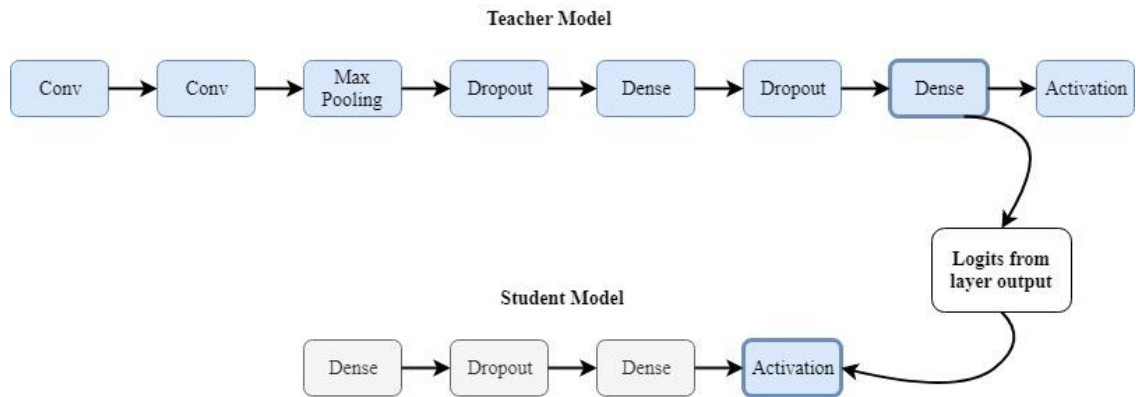 Teacher Model
Conv
Conv
Max
Pooling
Dropout
Dense
Dropout
Dense
Activation
Logits from
layer output
Student Model
Dense
Dropout
Dense
Activation